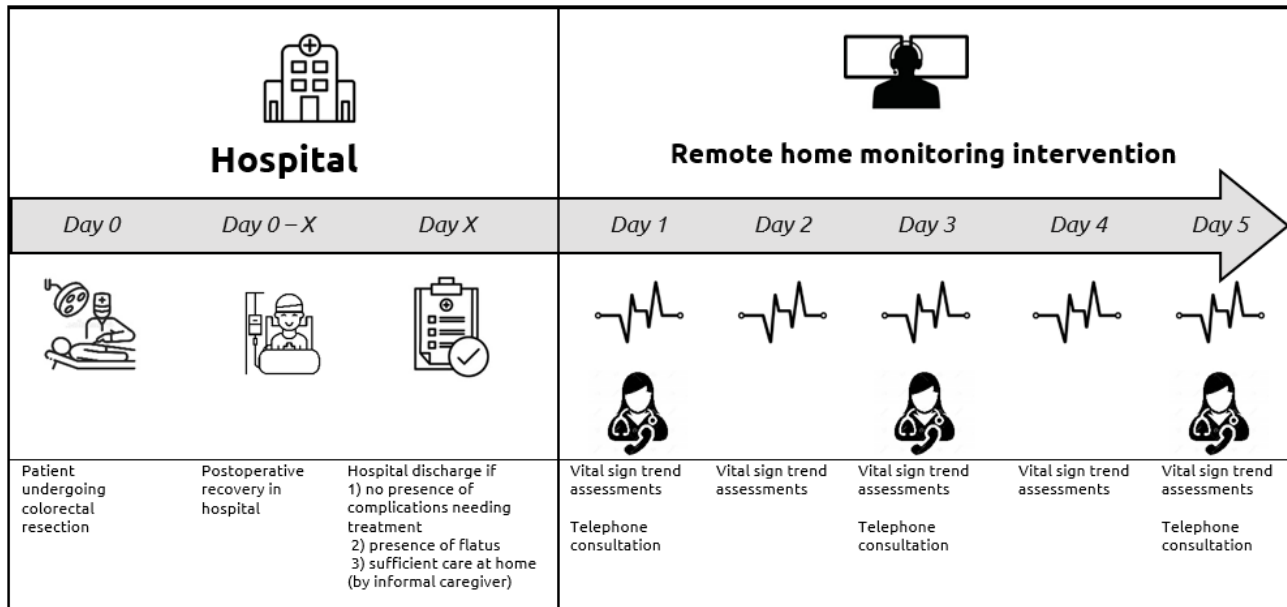 Hospital
Remote home monitoring intervention
Day 0
Day 0 – X
Day X
Day 1
Day 2
Day 3
Day 4
Day 5
Patient
undergoing
colorectal
resection
Postoperative
recovery in
hospital
Hospital discharge if
1) no presence of
complications needing
treatment
2) presence of flatus
3) sufficient care at home
(by informal caregiver)
Vital sign trend
assessments
Telephone
consultation
Vital sign trend
assessments
Vital sign trend
assessments
Telephone
consultation
Vital sign trend
assessments
Vital sign trend
assessments
Telephone
consultation